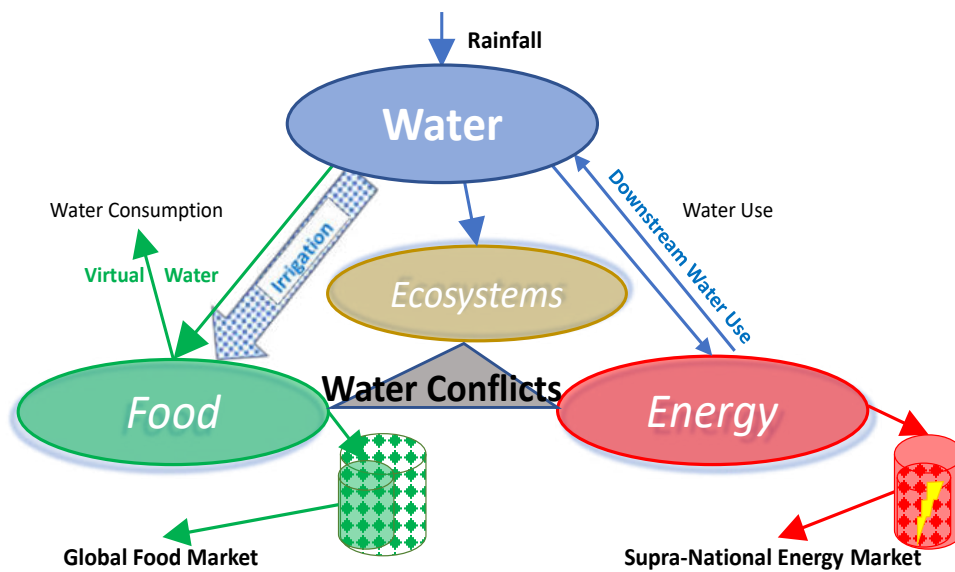 Rainfall
Water
Water Consumption
Virtual Water
Irrigation
Downstream Water Use
Water Use
Ecosystems
Water Conflicts
Food
Energy
Global Food Market
Supra-National Energy Market